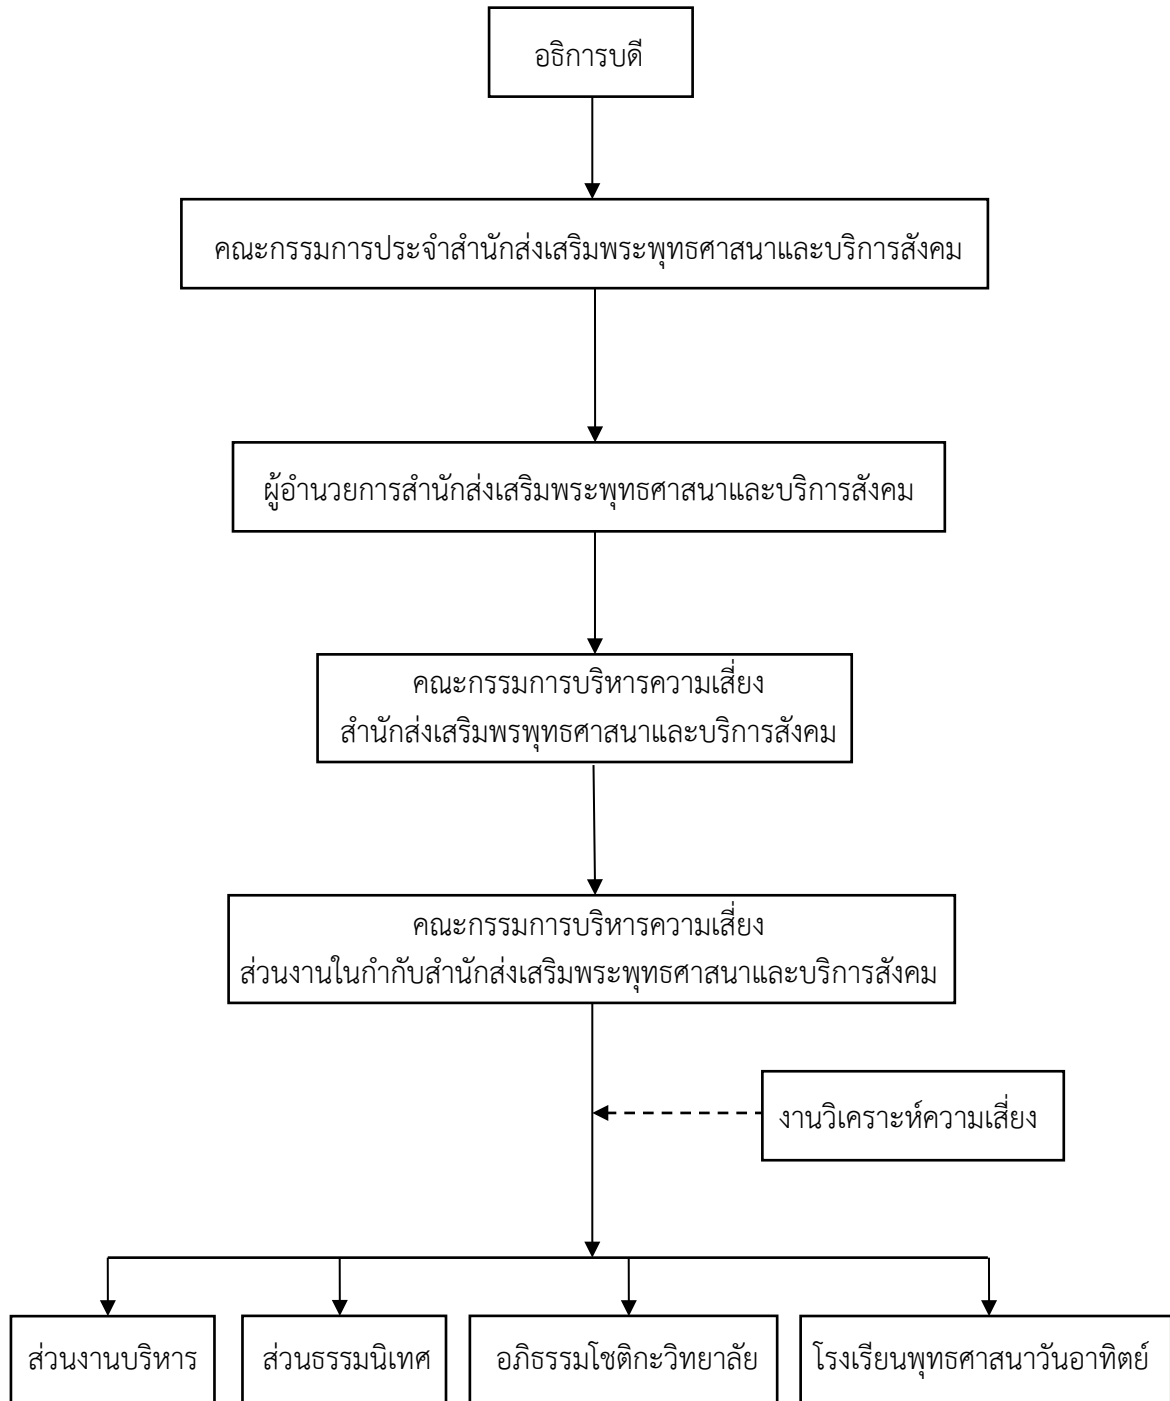 อธิการบดี
คณะกรรมการประจำสำนักส่งเสริมพระพุทธศาสนาและบริการสังคม
ผู้อำนวยการสำนักส่งเสริมพระพุทธศาสนาและบริการสังคม
คณะกรรมการบริหารความเสี่ยง
สำนักส่งเสริมพรพุทธศาสนาและบริการสังคม
คณะกรรมการบริหารความเสี่ยง
ส่วนงานในกำกับสำนักส่งเสริมพระพุทธศาสนาและบริการสังคม
งานวิเคราะห์ความเสี่ยง
ส่วนงานบริหาร
ส่วนธรรมนิเทศ
อภิธรรมโชติกะวิทยาลัย
โรงเรียนพุทธศาสนาวันอาทิตย์